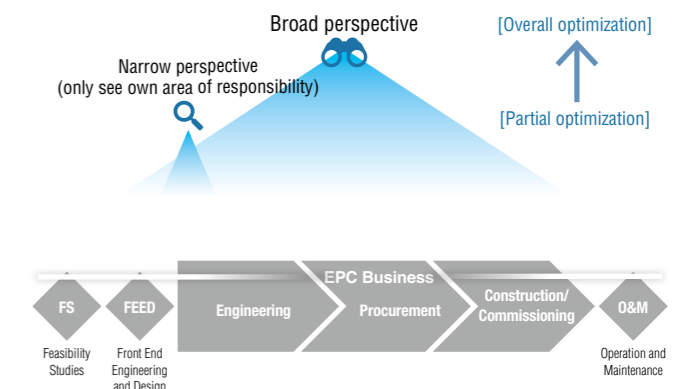 Broad perspective
[Overall optimization]
Narrow perspective
(only see own area of responsibility)
[Partial optimization]
EPC Business
FS
FEED
Engineering
Procurement
Construction/
Commissioning
O&M
Feasibility
Studies
Front End
Engineering
and Design
Operation and
Maintenance